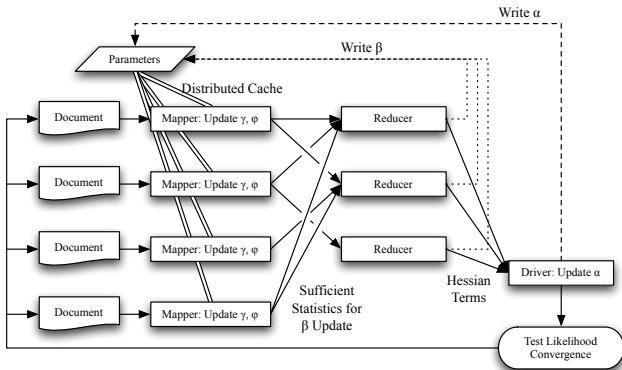 Write α
Write β
Parameters
Distributed Cache
Document
Mapper: Update γ, φ
Reducer
Document
Mapper: Update γ, φ
Reducer
Document
Mapper: Update γ, φ
Reducer
Driver: Update α
Hessian
Terms
Sufficient
Statistics for
β Update
Document
Mapper: Update γ, φ
Test Likelihood
Convergence